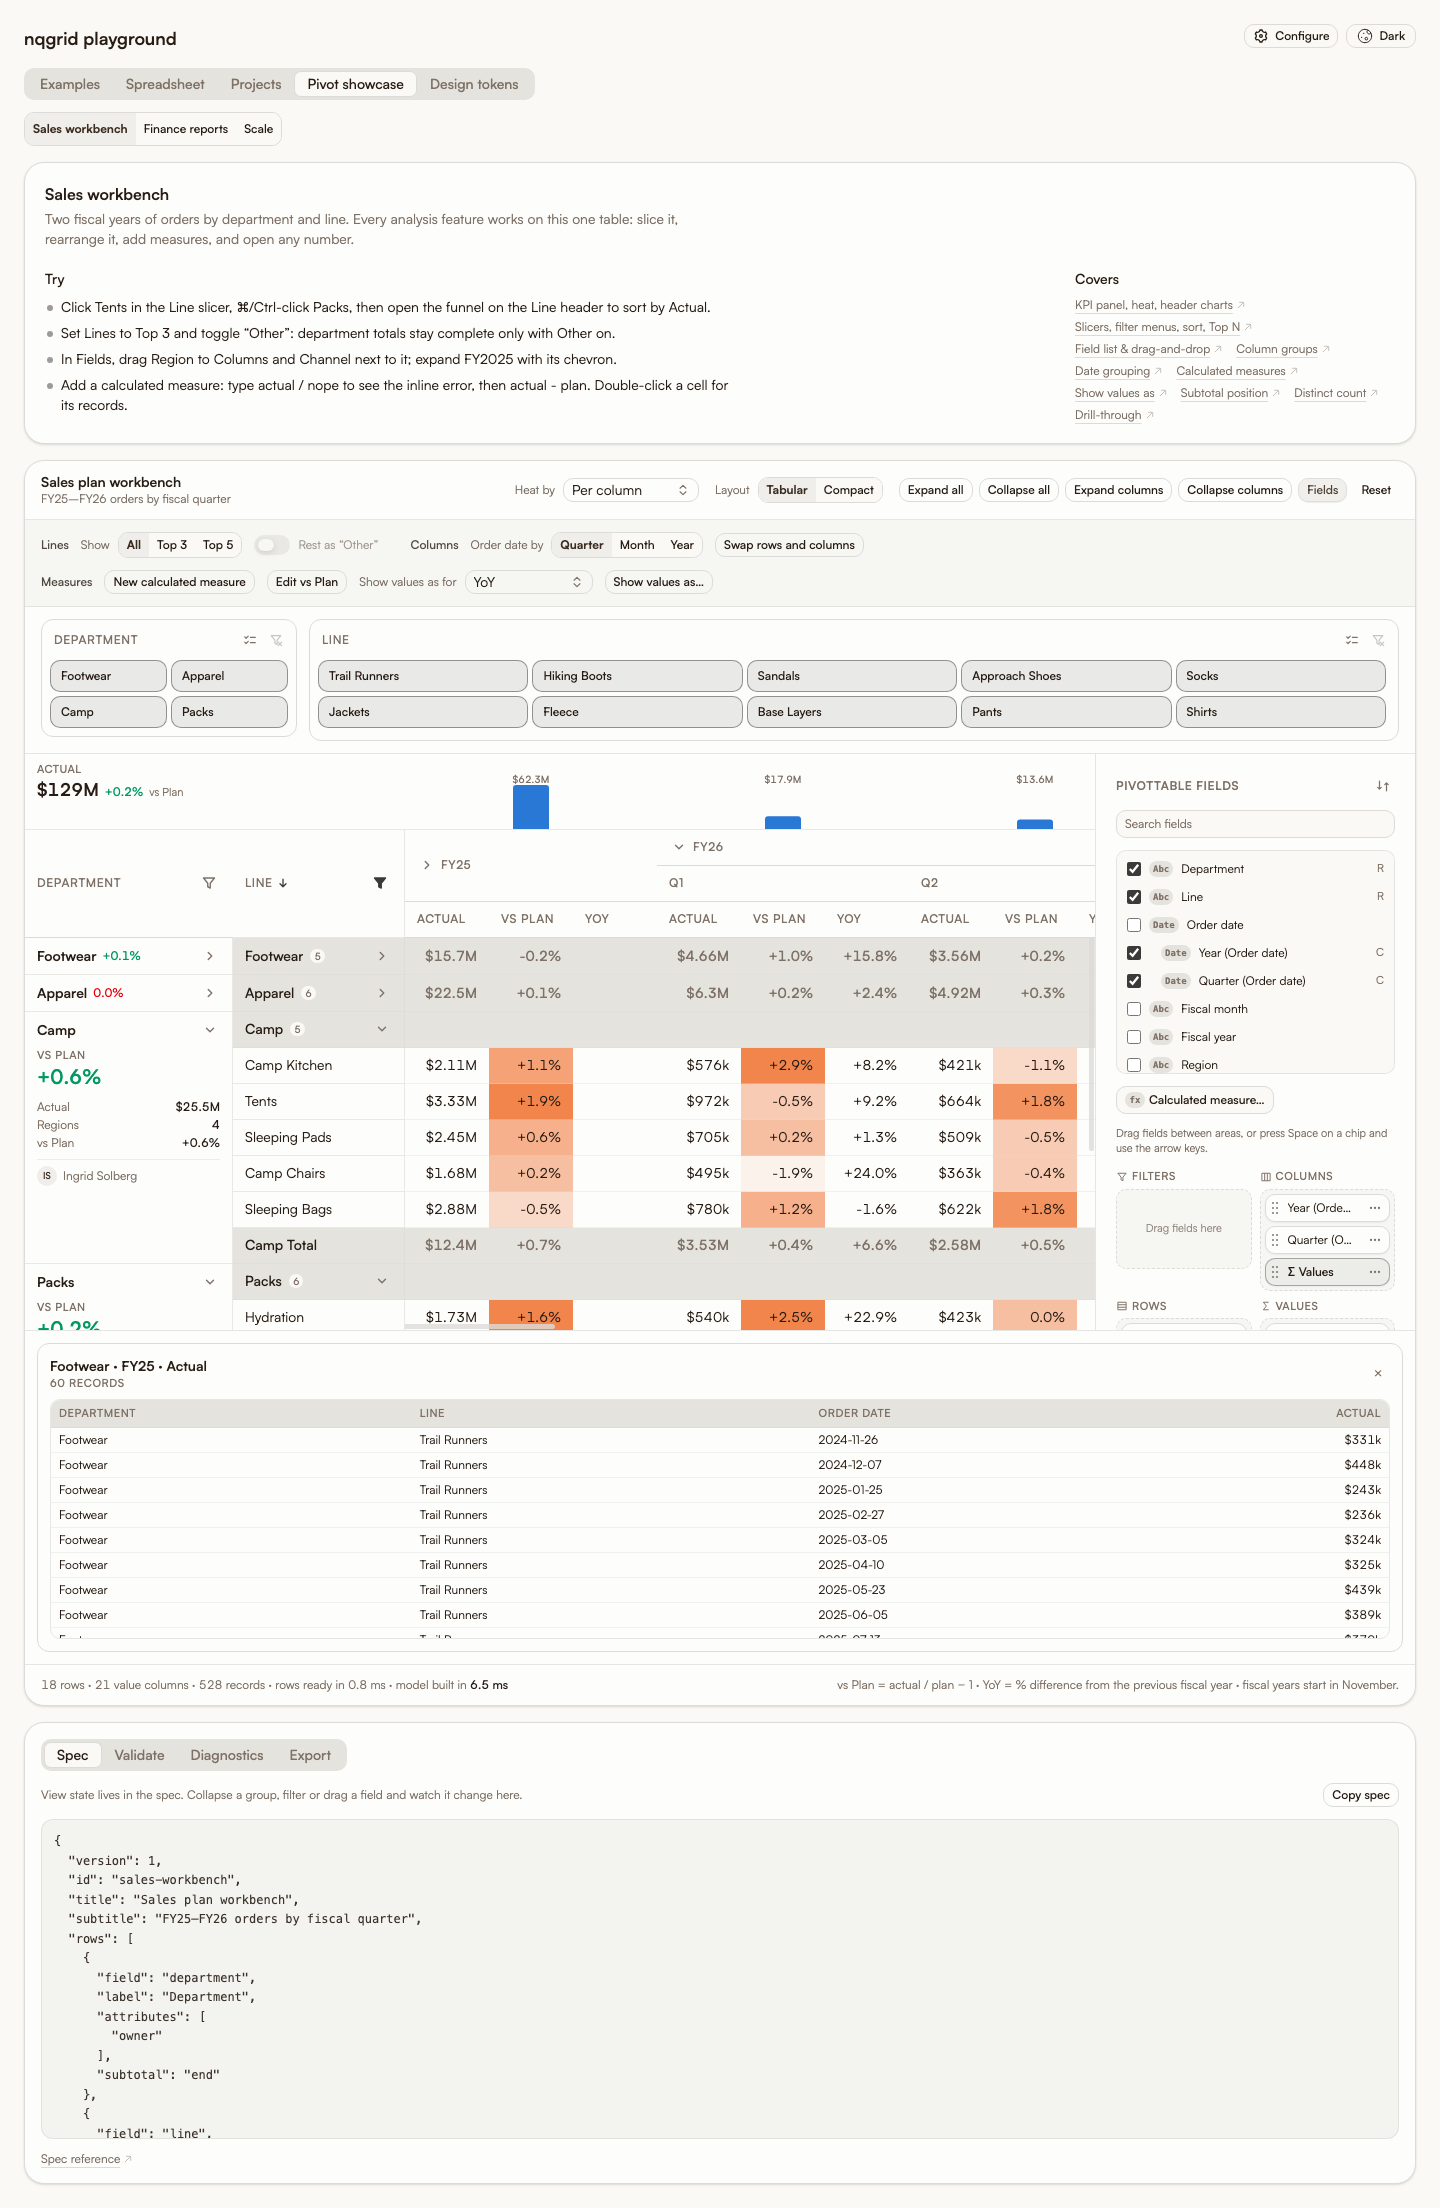 nqgrid playground
Configure
Dark
Examples Spreadsheet Projects Pivot showcase Design tokens
Sales workbench Finance reports Scale
Sales workbench
Two fiscal years of orders by department and line. Every analysis feature works on this one table: slice it,
rearrange it, add measures, and open any number.
Try
Click Tents in the Line slicer, ⌘/Ctrl-click Packs, then open the funnel on the Line header to sort by Actual.
Set Lines to Top 3 and toggle “Other”: department totals stay complete only with Other on.
In Fields, drag Region to Columns and Channel next to it; expand FY2025 with its chevron.
Add a calculated measure: type actual / nope to see the inline error, then actual - plan. Double-click a cell for
its records.
Covers
KPI panel, heat, header charts ↗
Slicers, filter menus, sort, Top N ↗
Field list & drag-and-drop ↗ Column groups ↗
Date grouping ↗ Calculated measures ↗
Show values as ↗ Subtotal position ↗ Distinct count ↗
Drill-through ↗
Sales plan workbench
FY25–FY26 orders by fiscal quarter
Heat by Per column Layout Tabular Compact Expand all Collapse all Expand columns Collapse columns Fields Reset
Lines Show All Top 3 Top 5 Rest as “Other” Columns Order date by Quarter Month Year Swap rows and columns
Measures New calculated measure Edit vs Plan Show values as for YoY Show values as…
DEPARTMENT
Footwear Apparel
Camp Packs
LINE
Trail Runners Hiking Boots Sandals Approach Shoes Socks
Jackets Fleece Base Layers Pants Shirts
ACTUAL
$129M +0.2% vs Plan
$62.3M $17.9M $13.6M
DEPARTMENT LINE ↓
FY25 FY26
Q1 Q2
ACTUAL VS PLAN YOY ACTUAL VS PLAN YOY ACTUAL VS PLAN Y
Footwear +0.1% Footwear 5 $15.7M -0.2% $4.66M +1.0% +15.8% $3.56M +0.2%
Apparel 0.0% Apparel 6 $22.5M +0.1% $6.3M +0.2% +2.4% $4.92M +0.3%
Camp Camp 5
VS PLAN
+0.6%
Actual $25.5M
Regions 4
vs Plan +0.6%
IS Ingrid Solberg
Camp Kitchen $2.11M +1.1% $576k +2.9% +8.2% $421k -1.1%
Tents $3.33M +1.9% $972k -0.5% +9.2% $664k +1.8%
Sleeping Pads $2.45M +0.6% $705k +0.2% +1.3% $509k -0.5%
Camp Chairs $1.68M +0.2% $495k -1.9% +24.0% $363k -0.4%
Sleeping Bags $2.88M -0.5% $780k +1.2% -1.6% $622k +1.8%
Camp Total $12.4M +0.7% $3.53M +0.4% +6.6% $2.58M +0.5%
Packs Packs 6
VS PLAN
+0.2%
Hydration $1.73M +1.6% $540k +2.5% +22.9% $423k 0.0%
PIVOTTABLE FIELDS
Search fields
Abc Department R
Abc Line R
Date Order date
Date Year (Order date) C
Date Quarter (Order date) C
Abc Fiscal month
Abc Fiscal year
Abc Region
fx Calculated measure…
Drag fields between areas, or press Space on a chip and
use the arrow keys.
FILTERS
Drag fields here
COLUMNS
Year (Orde…
Quarter (O…
Σ Values
ROWS
Σ VALUES
Footwear · FY25 · Actual
60 RECORDS
×
DEPARTMENT LINE ORDER DATE ACTUAL
Footwear Trail Runners 2024-11-26 $331k
Footwear Trail Runners 2024-12-07 $448k
Footwear Trail Runners 2025-01-25 $243k
Footwear Trail Runners 2025-02-27 $236k
Footwear Trail Runners 2025-03-05 $324k
Footwear Trail Runners 2025-04-10 $325k
Footwear Trail Runners 2025-05-23 $439k
Footwear Trail Runners 2025-06-05 $389k
18 rows · 21 value columns · 528 records · rows ready in 0.8 ms · model built in 6.5 ms
vs Plan = actual / plan − 1 · YoY = % difference from the previous fiscal year · fiscal years start in November.
Spec Validate Diagnostics Export
View state lives in the spec. Collapse a group, filter or drag a field and watch it change here.
Copy spec
{
"version": 1,
"id": "sales-workbench",
"title": "Sales plan workbench",
"subtitle": "FY25–FY26 orders by fiscal quarter",
"rows": [
{
"field": "department",
"label": "Department",
"attributes": [
"owner"
],
"subtotal": "end"
},
{
"field": "line",
Spec reference ↗